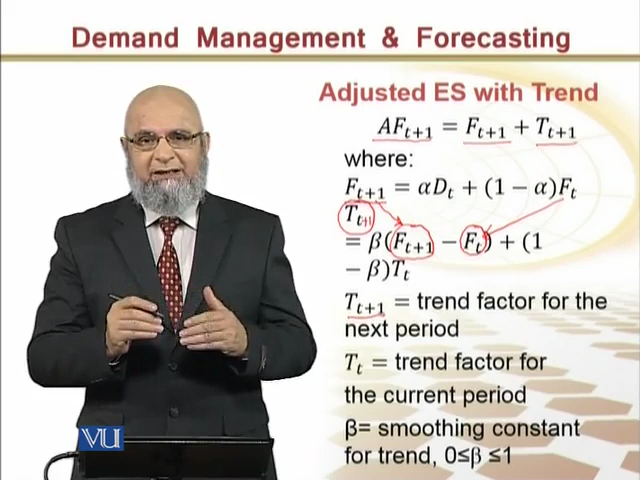 Demand Management & Forecasting
Adjusted ES with Trend
AFₜ₊₁ = Fₜ₊₁ + Tₜ₊₁
where:
Fₜ₊₁ = αDₜ + (1 − α)Fₜ
Tₜ₊₁
= β(Fₜ₊₁ − Fₜ) + (1
− β)Tₜ
Tₜ₊₁ = trend factor for the
next period
Tₜ = trend factor for
the current period
β= smoothing constant
for trend, 0≤β ≤1
VU